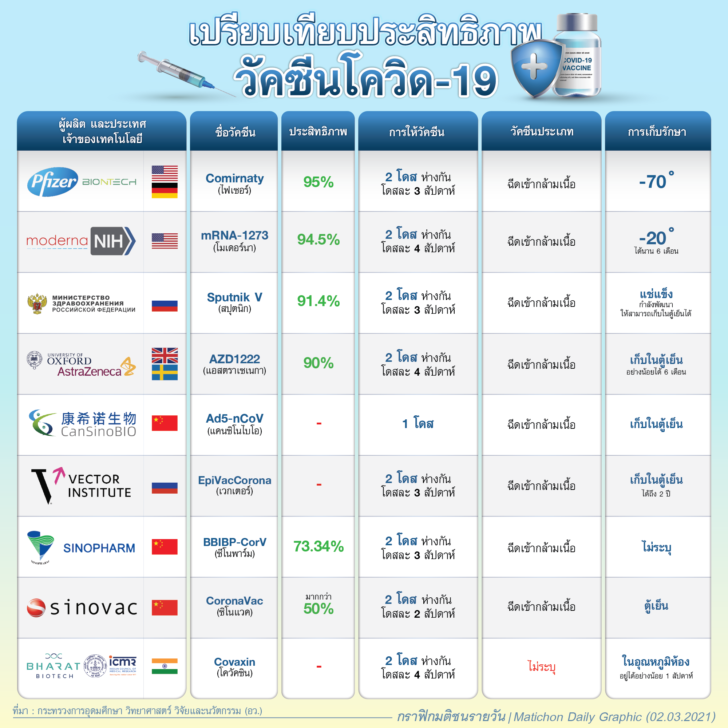 เปรียบเทียบประสิทธิภาพ
วัคซีนโควิด-19
COVID-19
VACCINE
ผู้ผลิต และประเทศ
เจ้าของเทคโนโลยี
ชื่อวัคซีน
ประสิทธิภาพ
การให้วัคซีน
วัคซีนประเภท
การเก็บรักษา
Pfizer BIONTECH
Comirnaty
(ไฟเซอร์)
95%
2 โดส ห่างกัน
โดสละ 3 สัปดาห์
ฉีดเข้ากล้ามเนื้อ
-70°
moderna NIH
mRNA-1273
(โมเดอร์นา)
94.5%
2 โดส ห่างกัน
โดสละ 4 สัปดาห์
ฉีดเข้ากล้ามเนื้อ
-20°
ได้นาน 6 เดือน
МИНИСТЕРСТВО
ЗДРАВООХРАНЕНИЯ
РОССИЙСКОЙ ФЕДЕРАЦИИ
Sputnik V
(สปุตนิก)
91.4%
2 โดส ห่างกัน
โดสละ 3 สัปดาห์
ฉีดเข้ากล้ามเนื้อ
แช่แข็ง
กำลังพัฒนา
ให้สามารถเก็บในตู้เย็นได้
UNIVERSITY OF
OXFORD
AstraZeneca
AZD1222
(แอสตราเซเนกา)
90%
2 โดส ห่างกัน
โดสละ 4 สัปดาห์
ฉีดเข้ากล้ามเนื้อ
เก็บในตู้เย็น
อย่างน้อยได้ 6 เดือน
康希诺生物
CanSinoBIO
Ad5-nCoV
(แคนซิโนไบโอ)
-
1 โดส
ฉีดเข้ากล้ามเนื้อ
เก็บในตู้เย็น
VECTOR
INSTITUTE
EpiVacCorona
(เวกเตอร์)
-
2 โดส ห่างกัน
โดสละ 3 สัปดาห์
ฉีดเข้ากล้ามเนื้อ
เก็บในตู้เย็น
ได้ถึง 2 ปี
SINOPHARM
BBIBP-CorV
(ซิโนฟาร์ม)
73.34%
2 โดส ห่างกัน
โดสละ 3 สัปดาห์
ฉีดเข้ากล้ามเนื้อ
ไม่ระบุ
sinovac
CoronaVac
(ซิโนแวค)
มากกว่า
50%
2 โดส ห่างกัน
โดสละ 2 สัปดาห์
ฉีดเข้ากล้ามเนื้อ
ตู้เย็น
BHARAT
BIOTECH
icmr
Covaxin
(โควัคซิน)
-
2 โดส ห่างกัน
โดสละ 4 สัปดาห์
ไม่ระบุ
ในอุณหภูมิห้อง
อยู่ได้อย่างน้อย 1 สัปดาห์
ที่มา : กระทรวงการอุดมศึกษา วิทยาศาสตร์ วิจัยและนวัตกรรม (อว.)
กราฟิกมติชนรายวัน | Matichon Daily Graphic (02.03.2021)